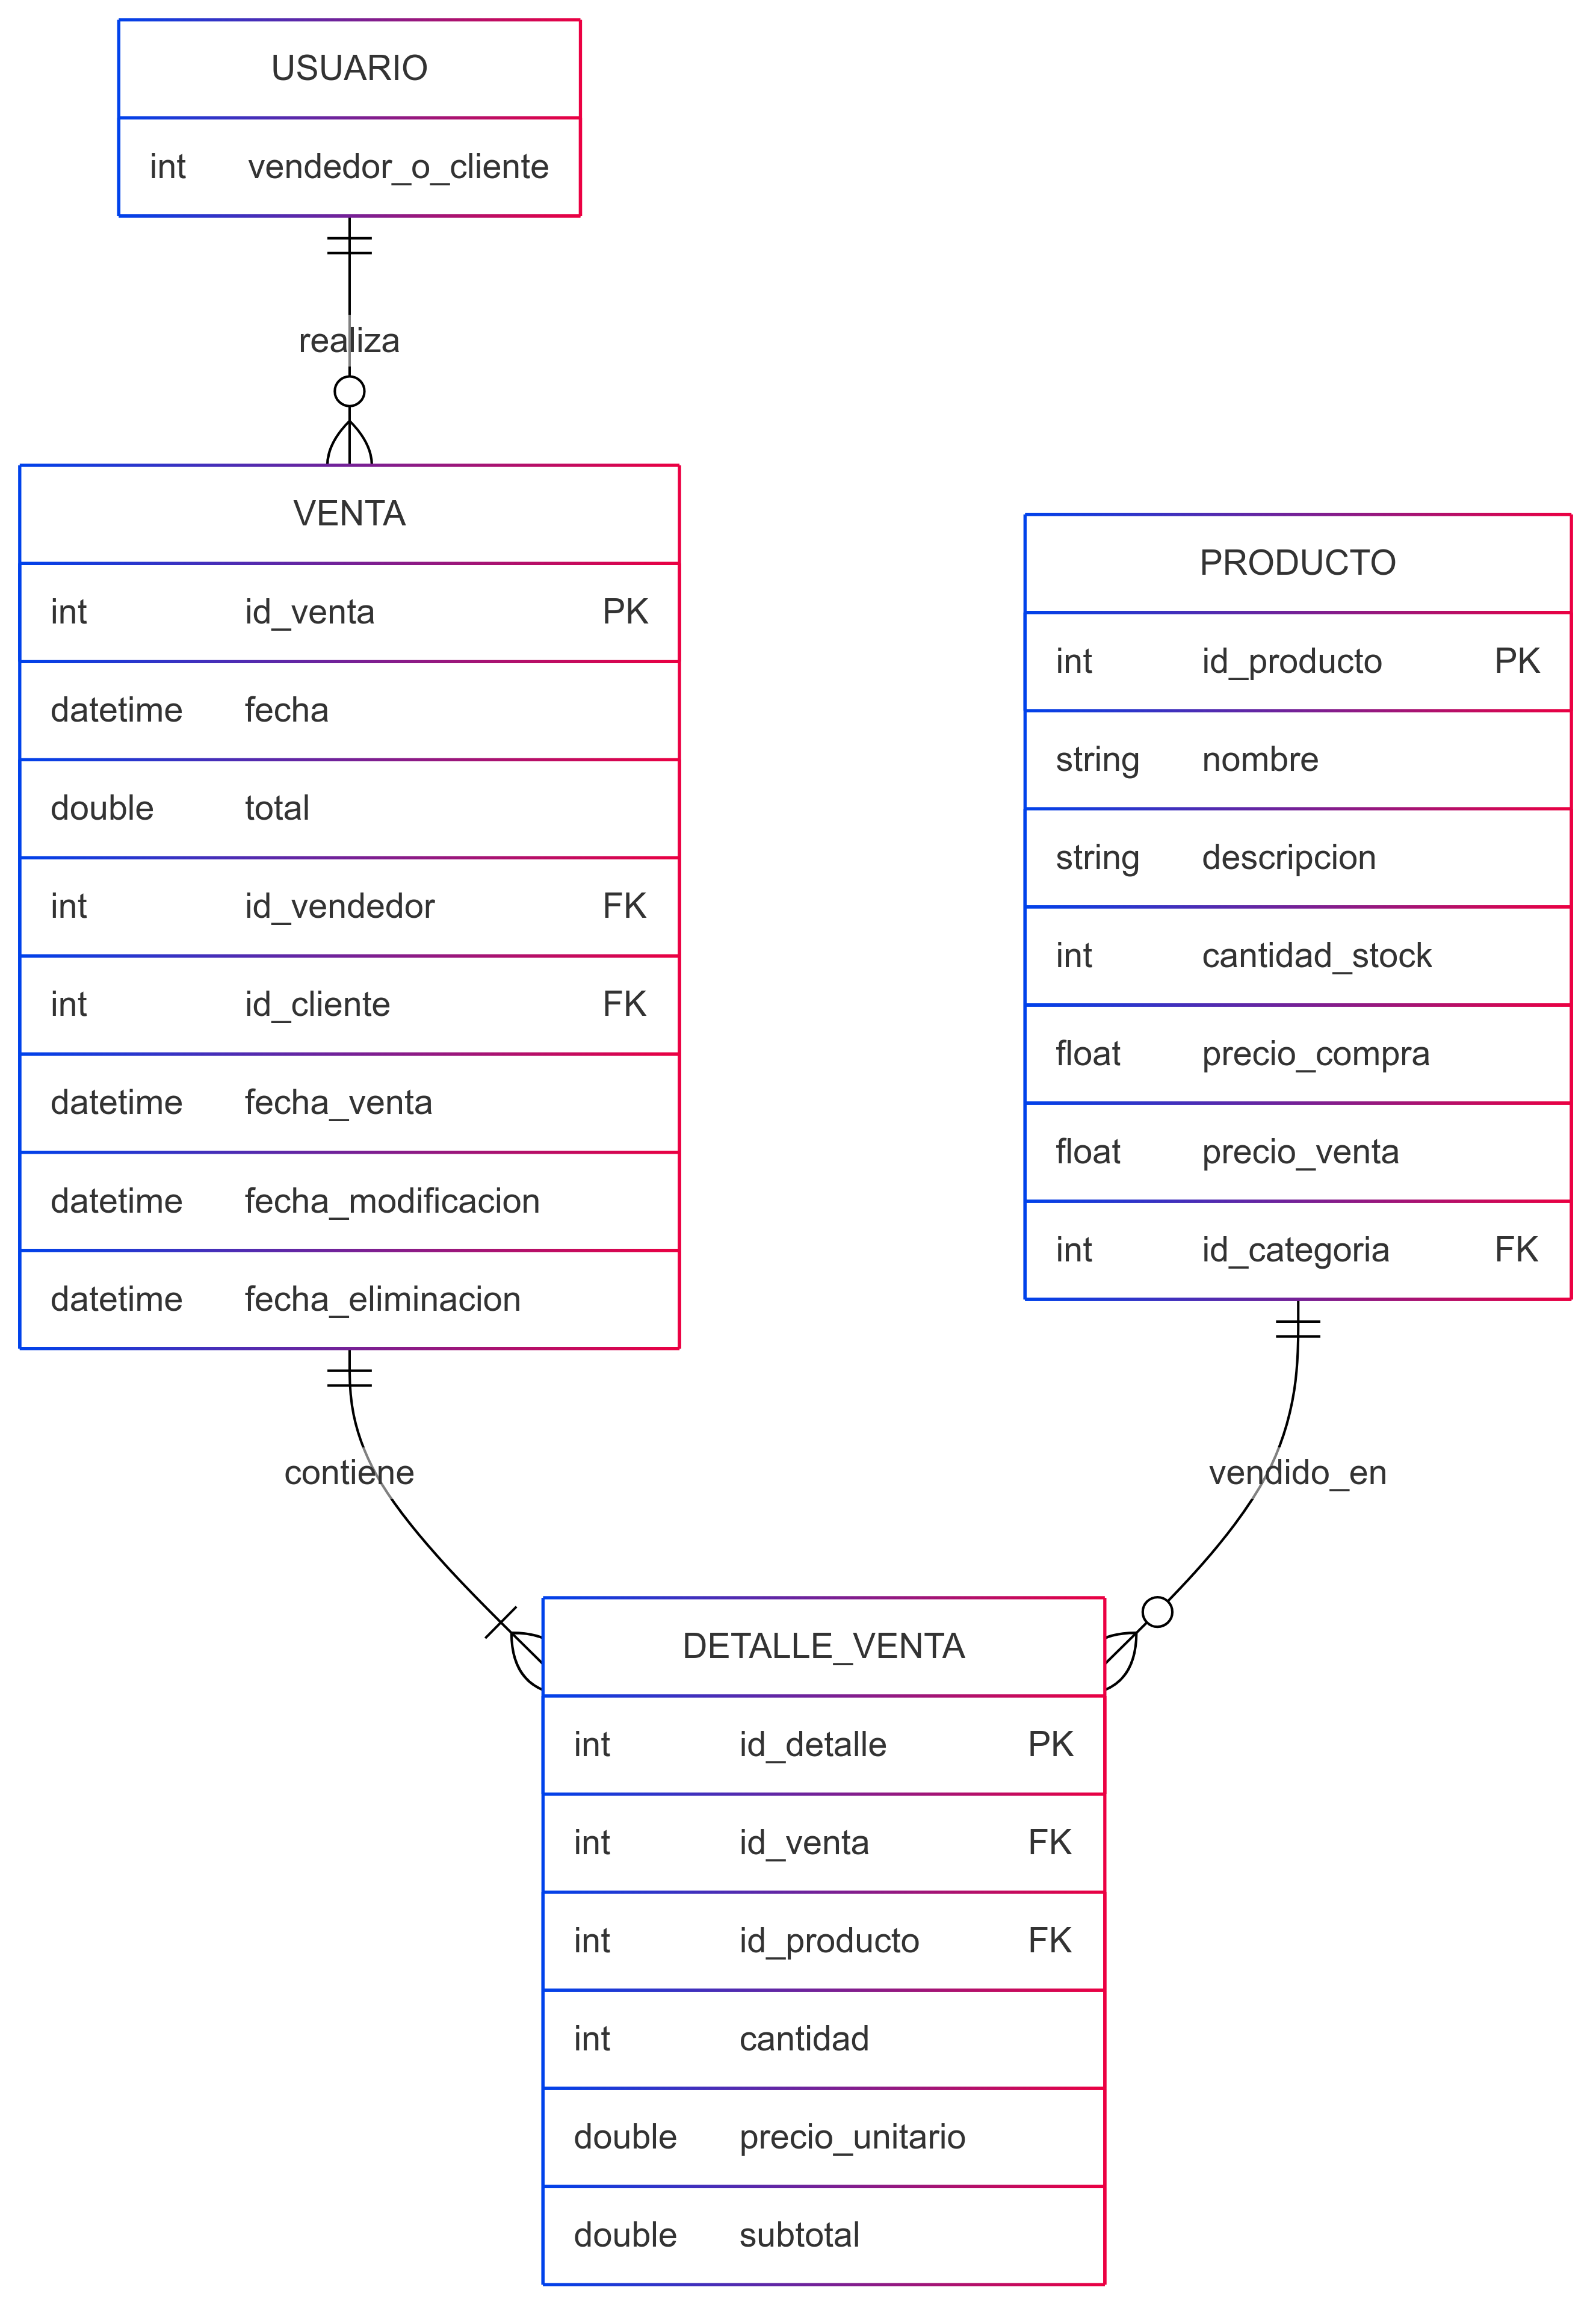 USUARIO
int vendedor_o_cliente
realiza
VENTA
int id_venta PK
datetime fecha
double total
int id_vendedor FK
int id_cliente FK
datetime fecha_venta
datetime fecha_modificacion
datetime fecha_eliminacion
PRODUCTO
int id_producto PK
string nombre
string descripcion
int cantidad_stock
float precio_compra
float precio_venta
int id_categoria FK
contiene
vendido_en
DETALLE_VENTA
int id_detalle PK
int id_venta FK
int id_producto FK
int cantidad
double precio_unitario
double subtotal